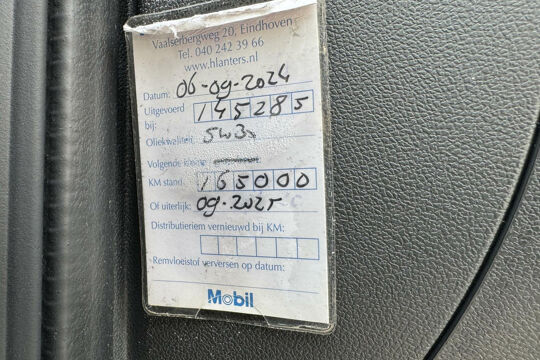 Vaalserbergweg 20, Eindhoven
Tel. 040 242 39 66
www.hlanters.nl
Datum: 06-09-2024
Uitgevoerd bij: 145285
Oliekwaliteit: 5w30
Volgende
KM stand: 165000
Of uiterlijk: 09-2025
Distributieriem vernieuwd bij KM:
Remvloeistof verversen op datum:
Mobil